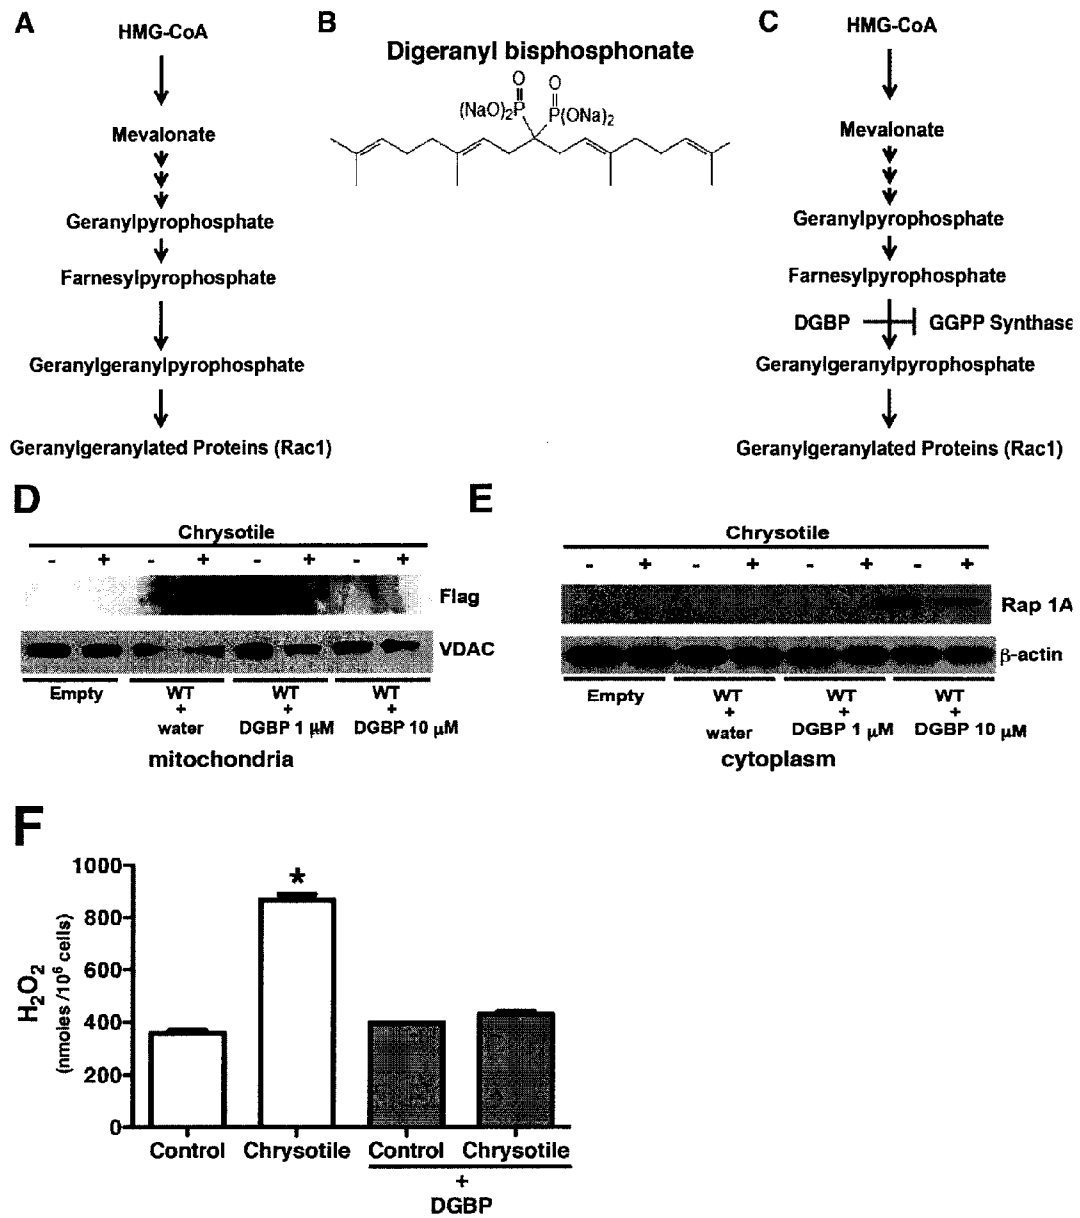 A
HMG-CoA
Mevalonate
Geranylpyrophosphate
Farnesylpyrophosphate
Geranylgeranylpyrophosphate
Geranylgeranylated Proteins (Rac1)
B
Digeranyl bisphosphonate
O O
(NaO)2P P(ONa)2
C
HMG-CoA
Mevalonate
Geranylpyrophosphate
Farnesylpyrophosphate
DGBP GGPP Synthase
Geranylgeranylpyrophosphate
Geranylgeranylated Proteins (Rac1)
D
Chrysotile
- + - + - + - +
Flag
VDAC
Empty WT WT WT
+ + +
water DGBP 1 μM DGBP 10 μM
mitochondria
E
Chrysotile
- + - + - + - +
Rap 1A
β-actin
Empty WT WT WT
+ + +
water DGBP 1 μM DGBP 10 μM
cytoplasm
F
H2O2
(nmoles /10⁶ cells)
1000
800
600
400
200
0
*
Control Chrysotile Control Chrysotile
+
DGBP